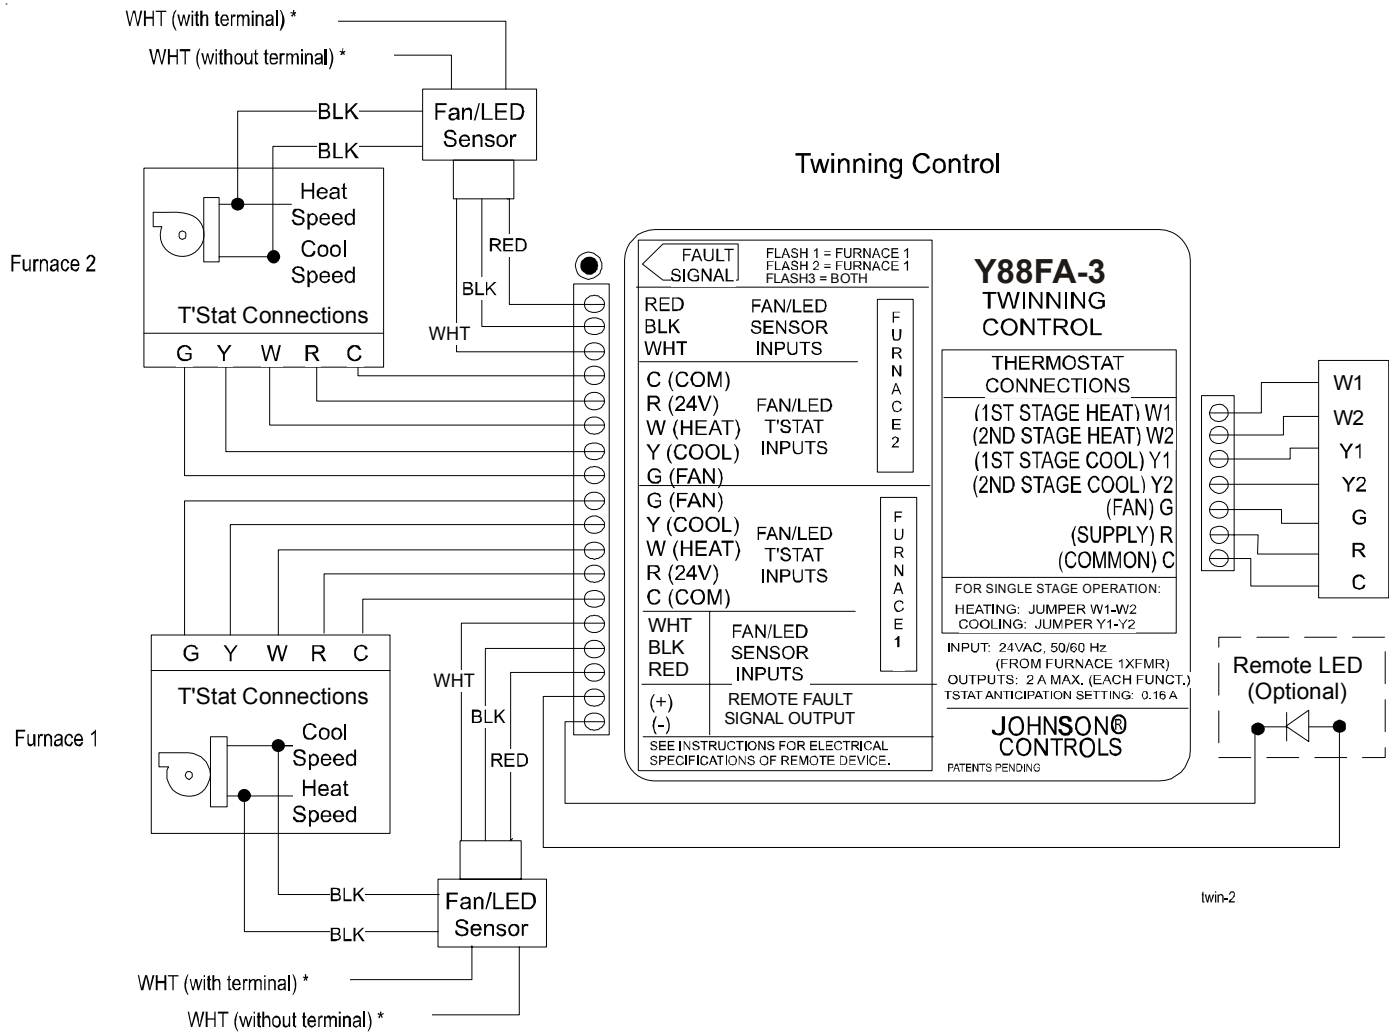 WHT (with terminal) *
WHT (without terminal) *
BLK
BLK
Fan/LED
Sensor
Heat
Speed
Cool
Speed
T'Stat Connections
G Y W R C
Furnace 2
RED
BLK
WHT
Twinning Control
FAULT
SIGNAL
FLASH 1 = FURNACE 1
FLASH 2 = FURNACE 1
FLASH3 = BOTH
RED
BLK
WHT
FAN/LED
SENSOR
INPUTS
C (COM)
R (24V)
W (HEAT)
Y (COOL)
G (FAN)
FAN/LED
T'STAT
INPUTS
FURNACE 2
G (FAN)
Y (COOL)
W (HEAT)
R (24V)
C (COM)
FAN/LED
T'STAT
INPUTS
FURNACE 1
WHT
BLK
RED
FAN/LED
SENSOR
INPUTS
(+)
(-)
REMOTE FAULT
SIGNAL OUTPUT
SEE INSTRUCTIONS FOR ELECTRICAL
SPECIFICATIONS OF REMOTE DEVICE.
Y88FA-3
TWINNING
CONTROL
THERMOSTAT
CONNECTIONS
(1ST STAGE HEAT) W1
(2ND STAGE HEAT) W2
(1ST STAGE COOL) Y1
(2ND STAGE COOL) Y2
(FAN) G
(SUPPLY) R
(COMMON) C
FOR SINGLE STAGE OPERATION:
HEATING: JUMPER W1-W2
COOLING: JUMPER Y1-Y2
INPUT: 24VAC, 50/60 Hz
(FROM FURNACE 1XFMR)
OUTPUTS: 2 A MAX. (EACH FUNCT.)
TSTAT ANTICIPATION SETTING: 0.16 A
JOHNSON®
CONTROLS
PATENTS PENDING
W1
W2
Y1
Y2
G
R
C
Remote LED
(Optional)
G Y W R C
T'Stat Connections
Cool
Speed
Heat
Speed
Furnace 1
WHT
BLK
RED
BLK
BLK
Fan/LED
Sensor
WHT (with terminal) *
WHT (without terminal) *
twin-2